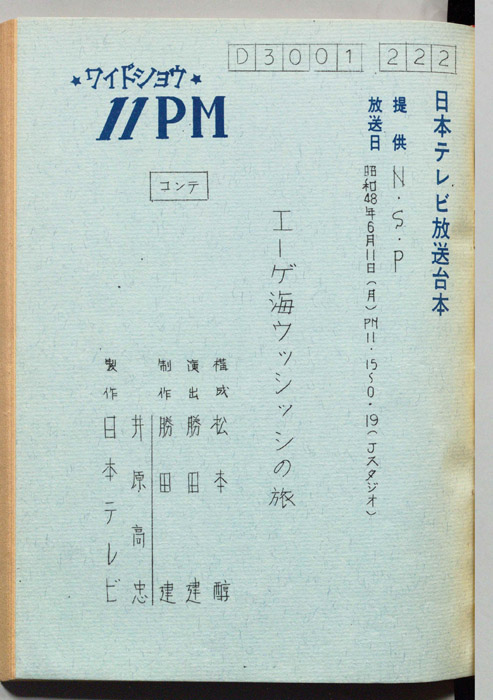 D3001 222
日本テレビ放送台本
提供 N・S・P
放送日 昭和48年6月11日(月)PM11・15〜0・19(Jスタジオ)
ワイドショウ
11PM
コンテ
エーゲ海ウッシッシの旅
構成 松本 醇
演出 勝田 建
制作 勝田 建
井原高忠
製作 日本テレビ